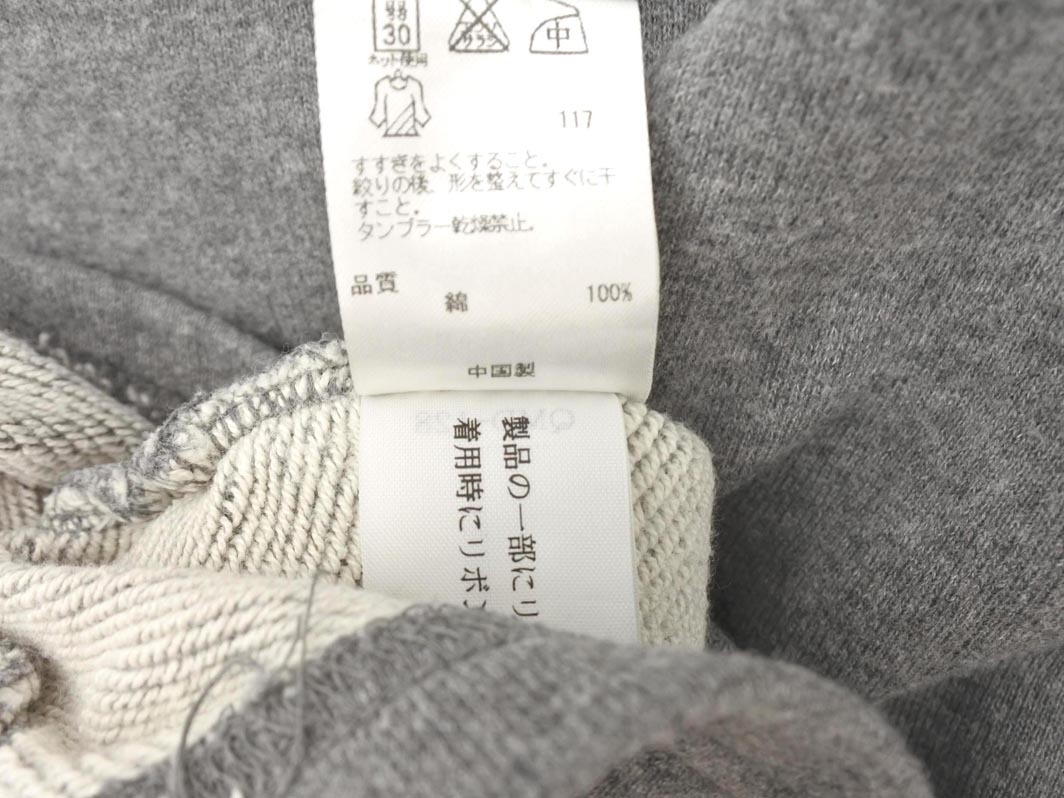 30
ネット使用
サラシ
中
117
すすぎをよくすること。
絞りの後、形を整えてすぐに干
すこと。
タンブラー乾燥禁止。
品質 綿 100%
中国製
製品の一部にリ
着用時にリボン